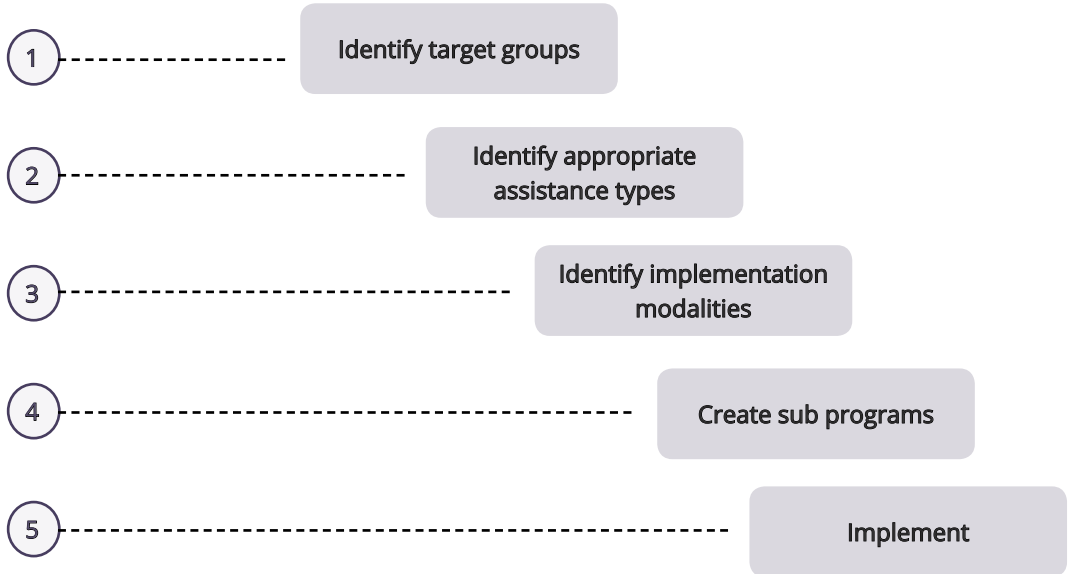 1
Identify target groups
2
Identify appropriate
assistance types
3
Identify implementation
modalities
4
Create sub programs
5
Implement